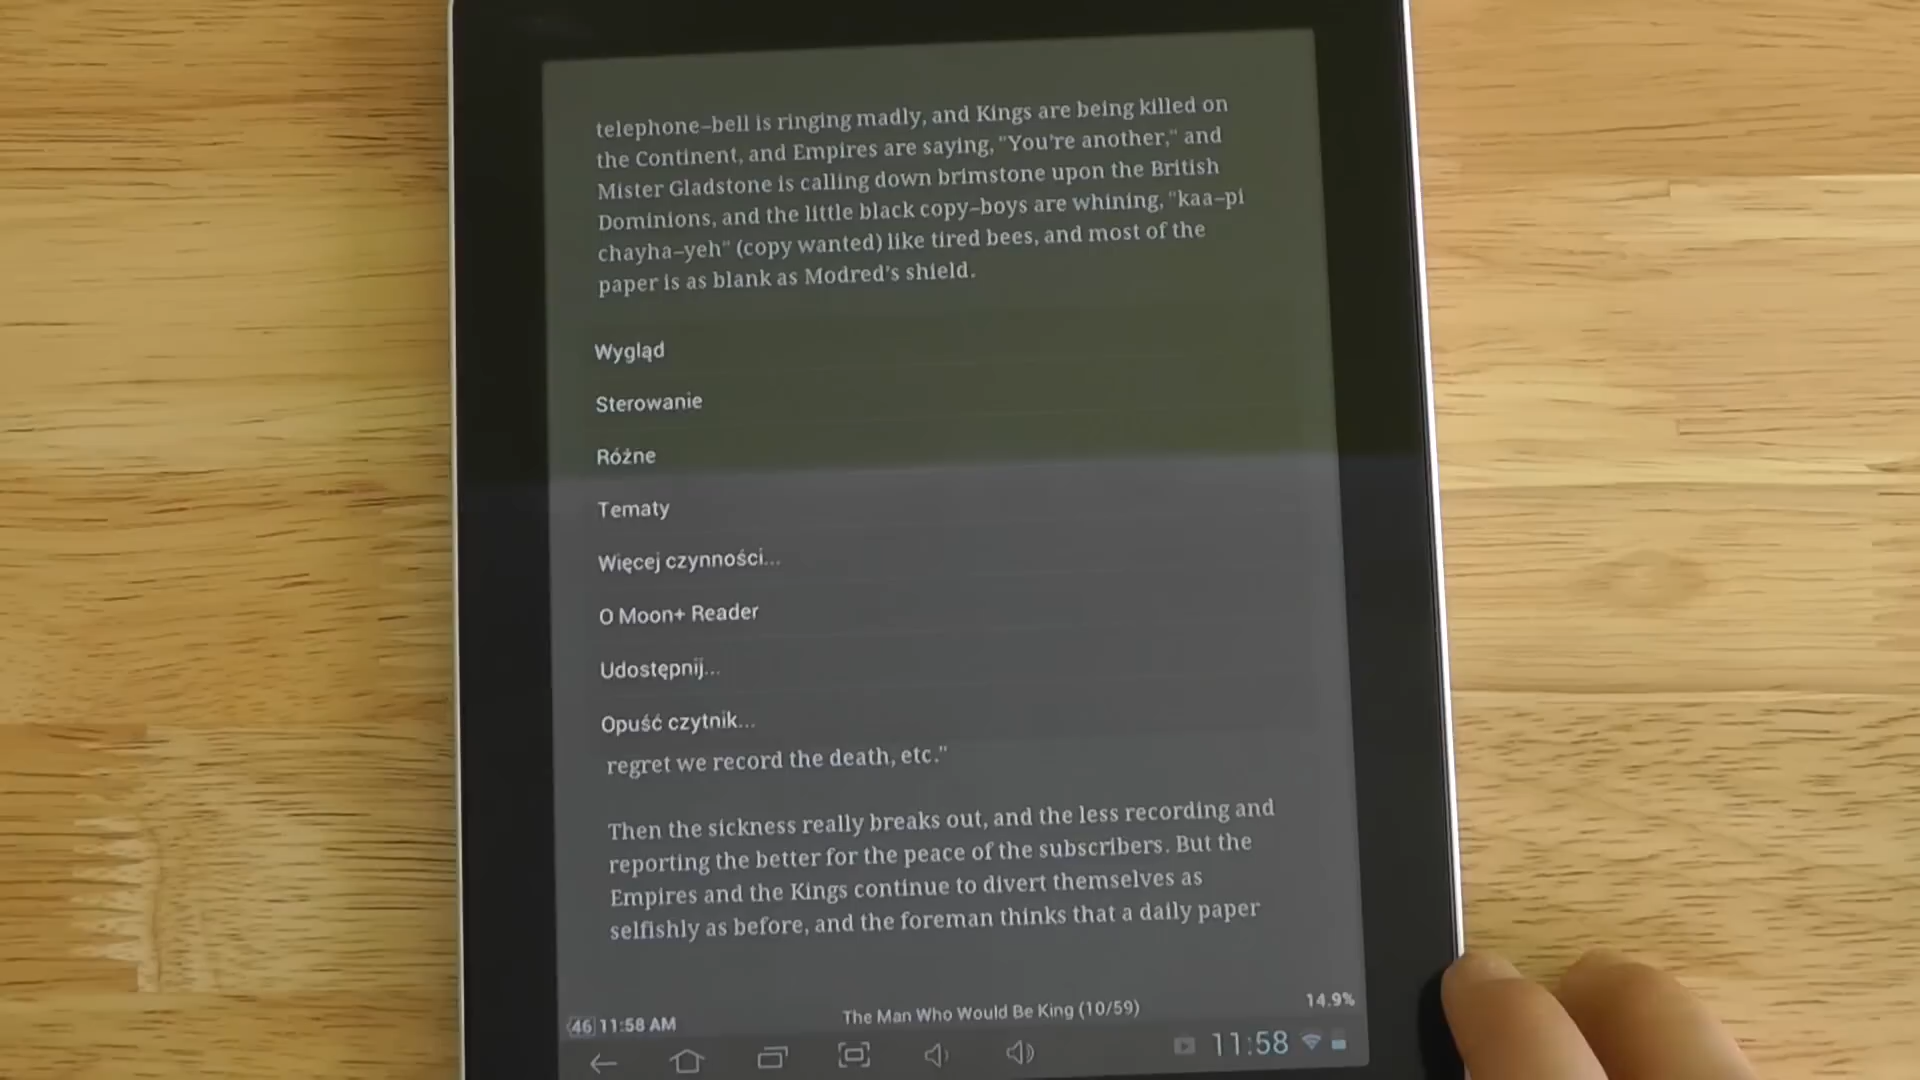 telephone-bell is ringing madly, and Kings are being killed on
the Continent, and Empires are saying, "You're another," and
Mister Gladstone is calling down brimstone upon the British
Dominions, and the little black copy-boys are whining, "kaa-pi
chayha-yeh" (copy wanted) like tired bees, and most of the
paper is as blank as Modred's shield.
Wygląd
Sterowanie
Różne
Tematy
Więcej czynności...
O Moon+ Reader
Udostępnij...
Opuść czytnik...
regret we record the death, etc."
Then the sickness really breaks out, and the less recording and
reporting the better for the peace of the subscribers. But the
Empires and the Kings continue to divert themselves as
selfishly as before, and the foreman thinks that a daily paper
46 11:58 AM The Man Who Would Be King (10/59) 14.9%
11:58